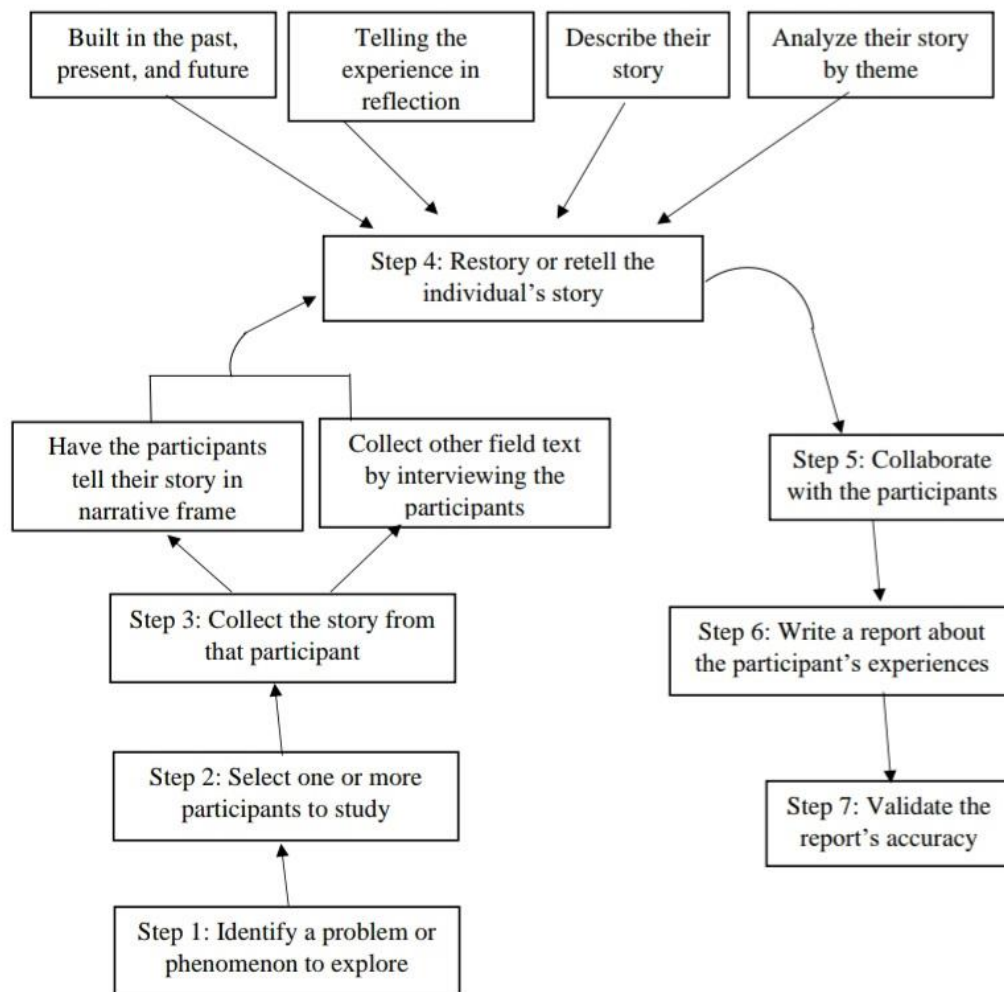 Built in the past,
present, and future
Telling the
experience in
reflection
Describe their
story
Analyze their story
by theme
Step 4: Restory or retell the
individual’s story
Have the participants
tell their story in
narrative frame
Collect other field text
by interviewing the
participants
Step 5: Collaborate
with the participants
Step 3: Collect the story from
that participant
Step 6: Write a report about
the participant’s experiences
Step 2: Select one or more
participants to study
Step 7: Validate the
report’s accuracy
Step 1: Identify a problem or
phenomenon to explore